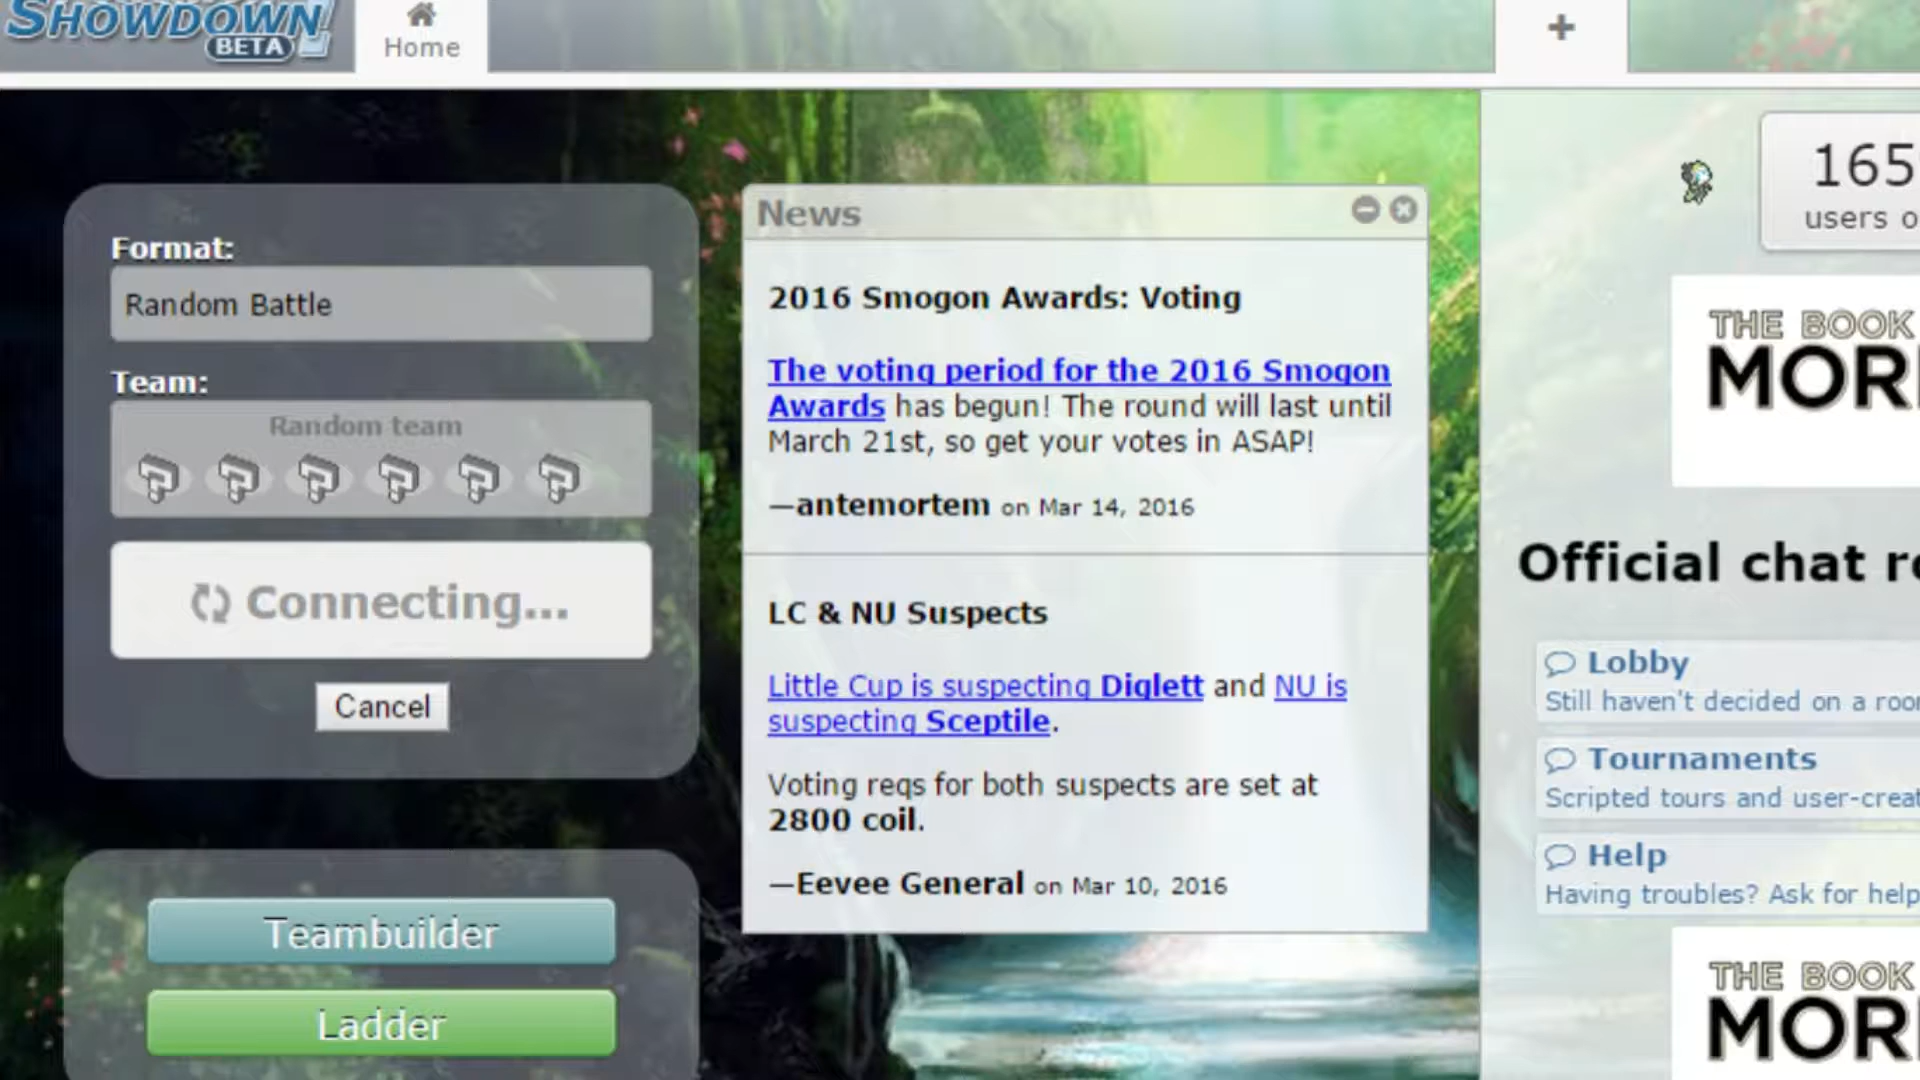 SHOWDOWN
BETA
Home
Format:
Random Battle
Team:
Random team
Connecting...
Cancel
Teambuilder
Ladder
News
2016 Smogon Awards: Voting
The voting period for the 2016 Smogon
Awards has begun! The round will last until
March 21st, so get your votes in ASAP!
—antemortem on Mar 14, 2016
LC & NU Suspects
Little Cup is suspecting Diglett and NU is
suspecting Sceptile.
Voting reqs for both suspects are set at
2800 coil.
—Eevee General on Mar 10, 2016
165
users o
THE BOOK
MOR
Official chat ro
Lobby
Still haven't decided on a room
Tournaments
Scripted tours and user-creat
Help
Having troubles? Ask for help
THE BOOK
MOR